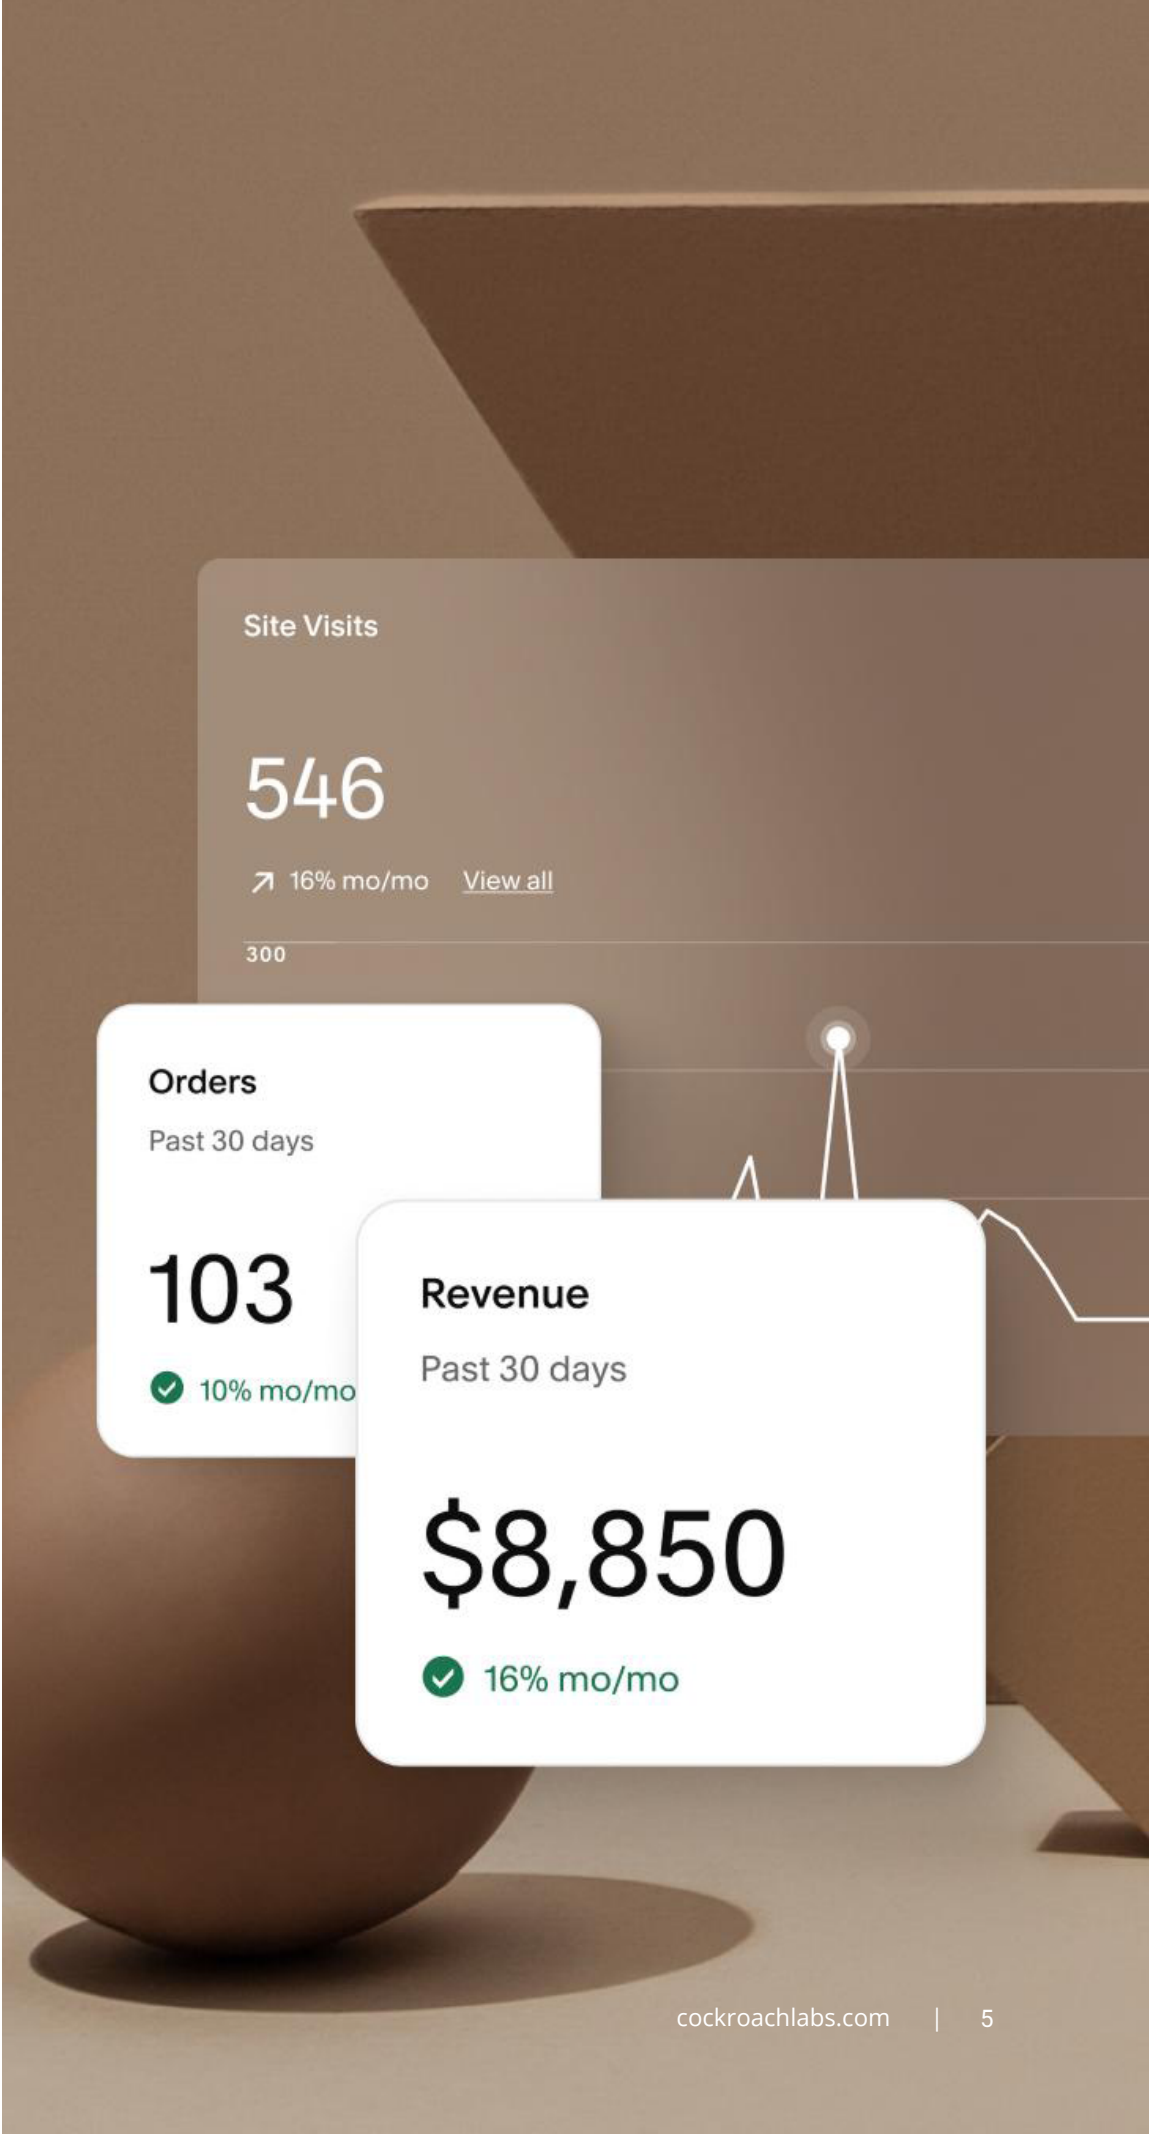 Site Visits
546
16% mo/mo View all
300
Orders
Past 30 days
103
10% mo/mo
Revenue
Past 30 days
$8,850
16% mo/mo
cockroachlabs.com | 5